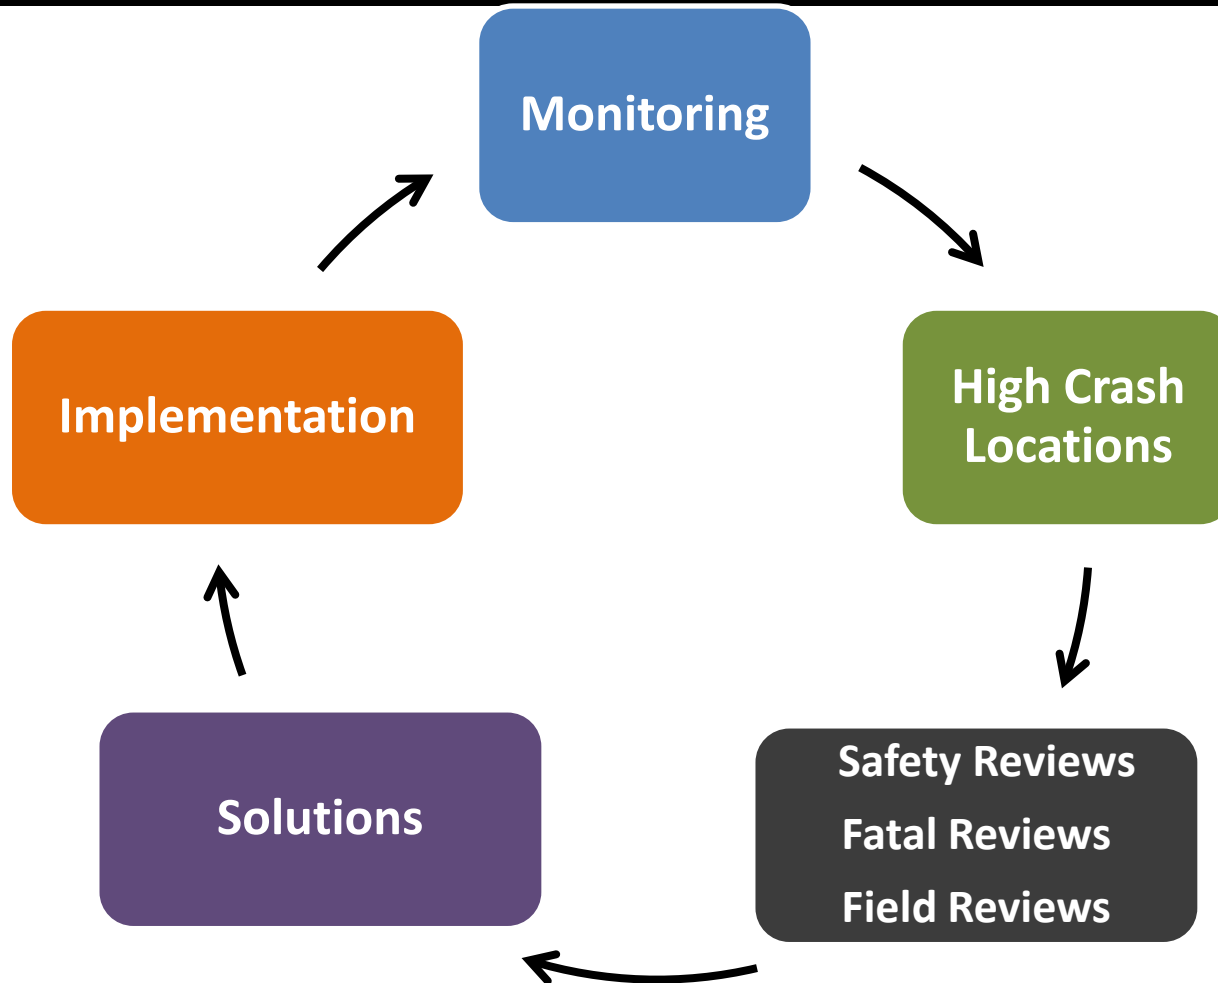 Monitoring
High Crash
Locations
Implementation
Safety Reviews
Fatal Reviews
Field Reviews
Solutions